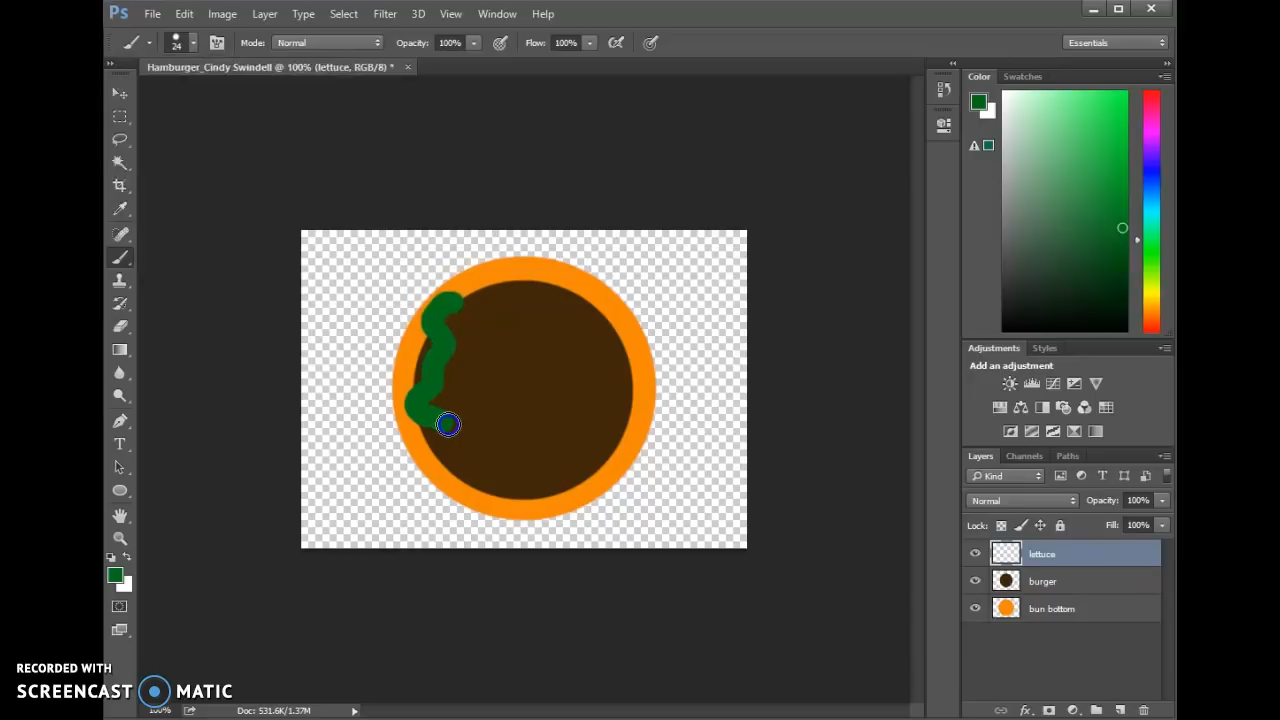 Ps File Edit Image Layer Type Select Filter 3D View Window Help
24 Mode: Normal Opacity: 100% Flow: 100% Essentials
Hamburger_Cindy Swindell @ 100% (lettuce, RGB/8) *
Color Swatches
Adjustments Styles
Add an adjustment
Layers Channels Paths
Kind
Normal Opacity: 100%
Lock: Fill: 100%
lettuce
burger
bun bottom
100% Doc: 531.6K/1.37M
RECORDED WITH
SCREENCAST MATIC